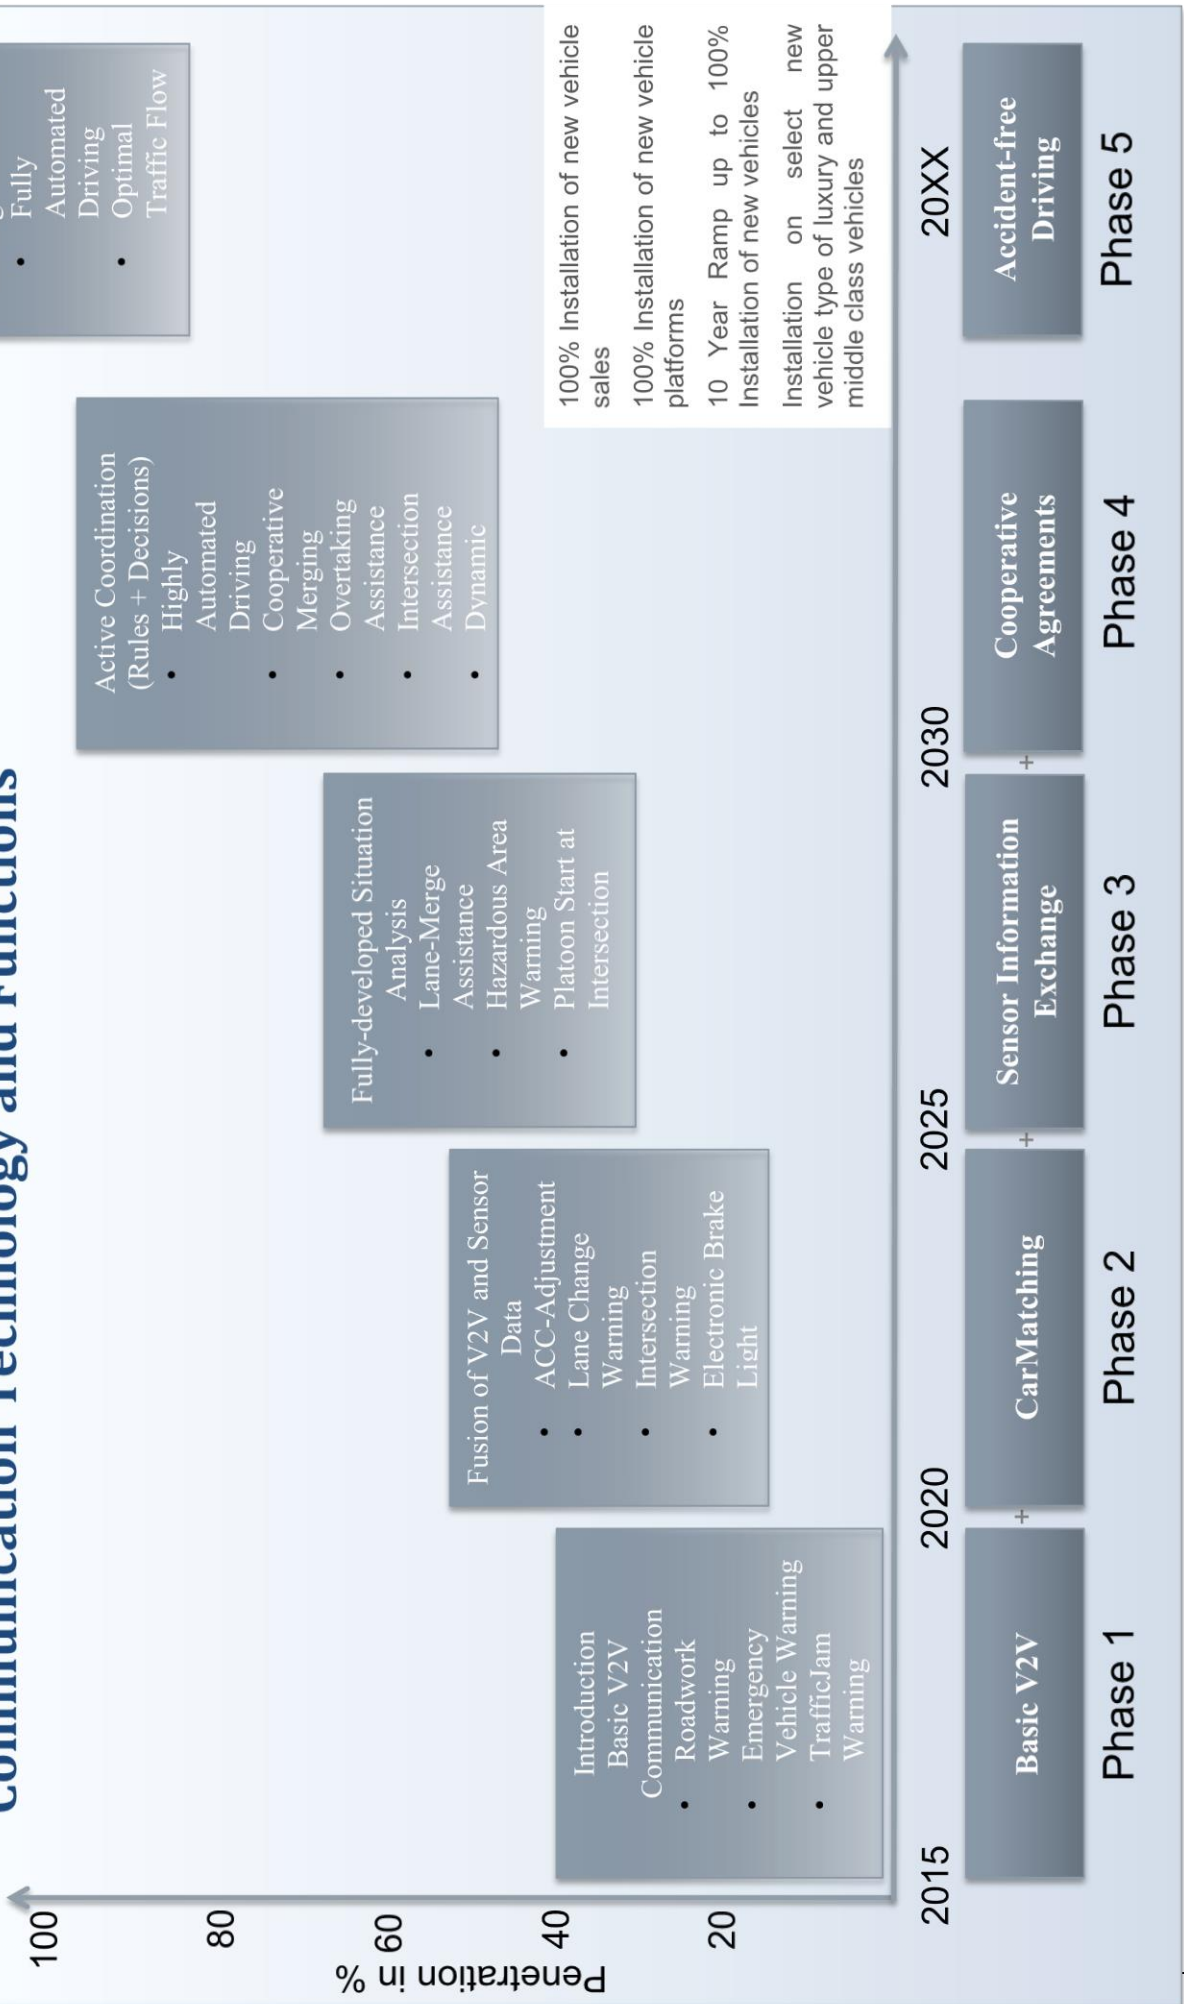 Communication Technology and Functions
100
80
60
40
20
Penetration in %
Introduction
Basic V2V
Communication
• Roadwork
Warning
• Emergency
Vehicle Warning
• TrafficJam
Warning
Fusion of V2V and Sensor
Data
• ACC-Adjustment
• Lane Change
Warning
• Intersection
Warning
• Electronic Brake
Light
Fully-developed Situation
Analysis
• Lane-Merge
Assistance
• Hazardous Area
Warning
• Platoon Start at
Intersection
Active Coordination
(Rules + Decisions)
• Highly
Automated
Driving
• Cooperative
Merging
• Overtaking
Assistance
• Intersection
Assistance
• Dynamic
• Fully
Automated
Driving
• Optimal
Traffic Flow
100% Installation of new vehicle
sales
100% Installation of new vehicle
platforms
10 Year Ramp up to 100%
Installation of new vehicles
Installation on select new
vehicle type of luxury and upper
middle class vehicles
2015
2020
2025
2030
20XX
Basic V2V
+
CarMatching
+
Sensor Information
Exchange
+
Cooperative
Agreements
Accident-free
Driving
Phase 1
Phase 2
Phase 3
Phase 4
Phase 5